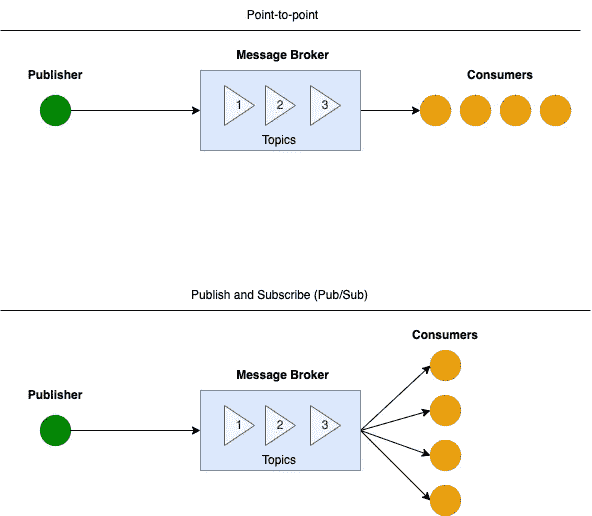 Point-to-point
Message Broker
Publisher
Consumers
1 2 3
Topics
Publish and Subscribe (Pub/Sub)
Consumers
Message Broker
Publisher
1 2 3
Topics